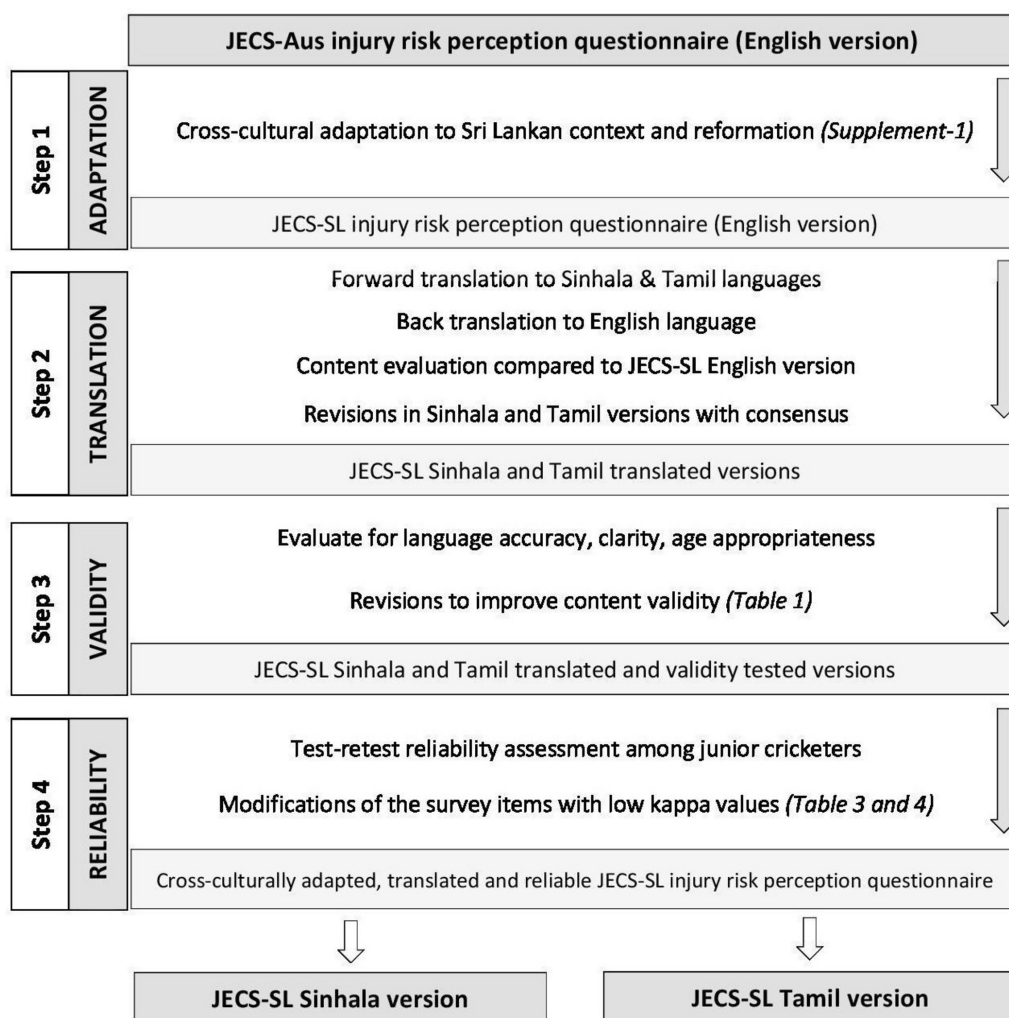 JECS-Aus injury risk perception questionnaire (English version)
Step 1
ADAPTATION
Cross-cultural adaptation to Sri Lankan context and reformation (Supplement-1)
JECS-SL injury risk perception questionnaire (English version)
Step 2
TRANSLATION
Forward translation to Sinhala & Tamil languages
Back translation to English language
Content evaluation compared to JECS-SL English version
Revisions in Sinhala and Tamil versions with consensus
JECS-SL Sinhala and Tamil translated versions
Step 3
VALIDITY
Evaluate for language accuracy, clarity, age appropriateness
Revisions to improve content validity (Table 1)
JECS-SL Sinhala and Tamil translated and validity tested versions
Step 4
RELIABILITY
Test-retest reliability assessment among junior cricketers
Modifications of the survey items with low kappa values (Table 3 and 4)
Cross-culturally adapted, translated and reliable JECS-SL injury risk perception questionnaire
JECS-SL Sinhala version
JECS-SL Tamil version